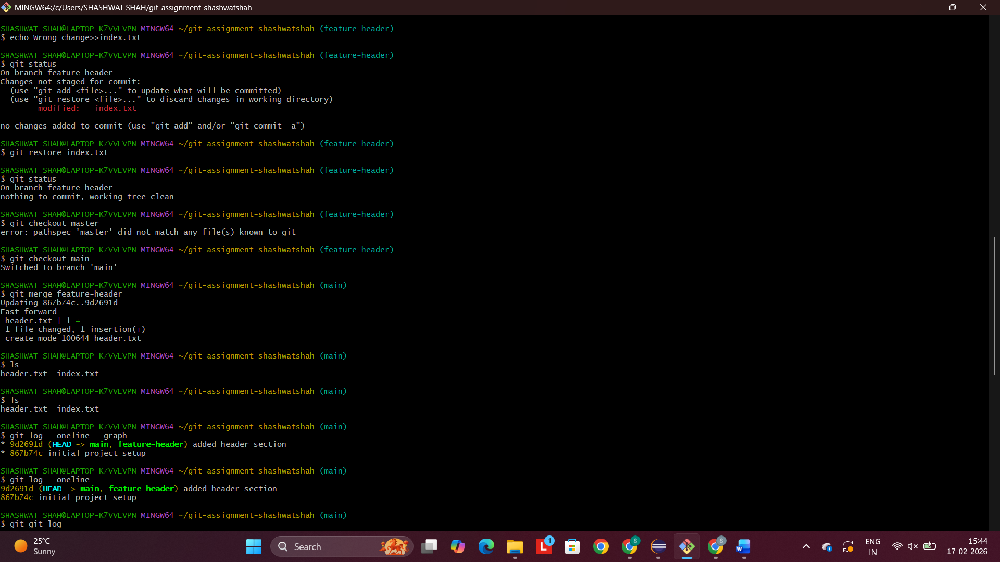 MINGW64:/c/Users/SHASHWAT SHAH/git-assignment-shashwatshah
SHASHWAT SHAH@LAPTOP-K7VVLVPN MINGW64 ~/git-assignment-shashwatshah (feature-header)
$ echo Wrong change>>index.txt
SHASHWAT SHAH@LAPTOP-K7VVLVPN MINGW64 ~/git-assignment-shashwatshah (feature-header)
$ git status
On branch feature-header
Changes not staged for commit:
  (use "git add <file>..." to update what will be committed)
  (use "git restore <file>..." to discard changes in working directory)
        modified:   index.txt
no changes added to commit (use "git add" and/or "git commit -a")
SHASHWAT SHAH@LAPTOP-K7VVLVPN MINGW64 ~/git-assignment-shashwatshah (feature-header)
$ git restore index.txt
SHASHWAT SHAH@LAPTOP-K7VVLVPN MINGW64 ~/git-assignment-shashwatshah (feature-header)
$ git status
On branch feature-header
nothing to commit, working tree clean
SHASHWAT SHAH@LAPTOP-K7VVLVPN MINGW64 ~/git-assignment-shashwatshah (feature-header)
$ git checkout master
error: pathspec 'master' did not match any file(s) known to git
SHASHWAT SHAH@LAPTOP-K7VVLVPN MINGW64 ~/git-assignment-shashwatshah (feature-header)
$ git checkout main
Switched to branch 'main'
SHASHWAT SHAH@LAPTOP-K7VVLVPN MINGW64 ~/git-assignment-shashwatshah (main)
$ git merge feature-header
Updating 867b74c..9d2691d
Fast-forward
 header.txt | 1 +
 1 file changed, 1 insertion(+)
 create mode 100644 header.txt
SHASHWAT SHAH@LAPTOP-K7VVLVPN MINGW64 ~/git-assignment-shashwatshah (main)
$ ls
header.txt  index.txt
SHASHWAT SHAH@LAPTOP-K7VVLVPN MINGW64 ~/git-assignment-shashwatshah (main)
$ ls
header.txt  index.txt
SHASHWAT SHAH@LAPTOP-K7VVLVPN MINGW64 ~/git-assignment-shashwatshah (main)
$ git log --oneline --graph
* 9d2691d (HEAD -> main, feature-header) added header section
* 867b74c initial project setup
SHASHWAT SHAH@LAPTOP-K7VVLVPN MINGW64 ~/git-assignment-shashwatshah (main)
$ git log --oneline
9d2691d (HEAD -> main, feature-header) added header section
867b74c initial project setup
SHASHWAT SHAH@LAPTOP-K7VVLVPN MINGW64 ~/git-assignment-shashwatshah (main)
$ git git log
25°C
Sunny
Search
L
1
S
S
W
ENG
IN
15:44
17-02-2026